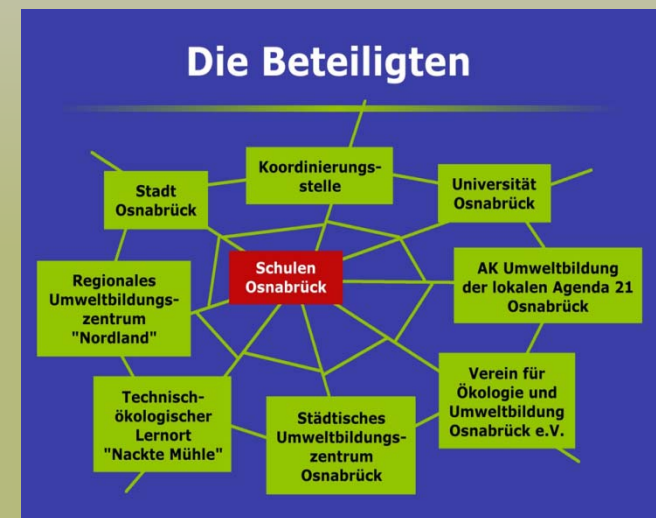 Die Beteiligten
Koordinierungs-
stelle
Stadt
Osnabrück
Universität
Osnabrück
Schulen
Osnabrück
Regionales
Umweltbildungs-
zentrum
"Nordland"
AK Umweltbildung
der lokalen Agenda 21
Osnabrück
Technisch-
ökologischer
Lernort
"Nackte Mühle"
Städtisches
Umweltbildungs-
zentrum
Osnabrück
Verein für
Ökologie und
Umweltbildung
Osnabrück e.V.